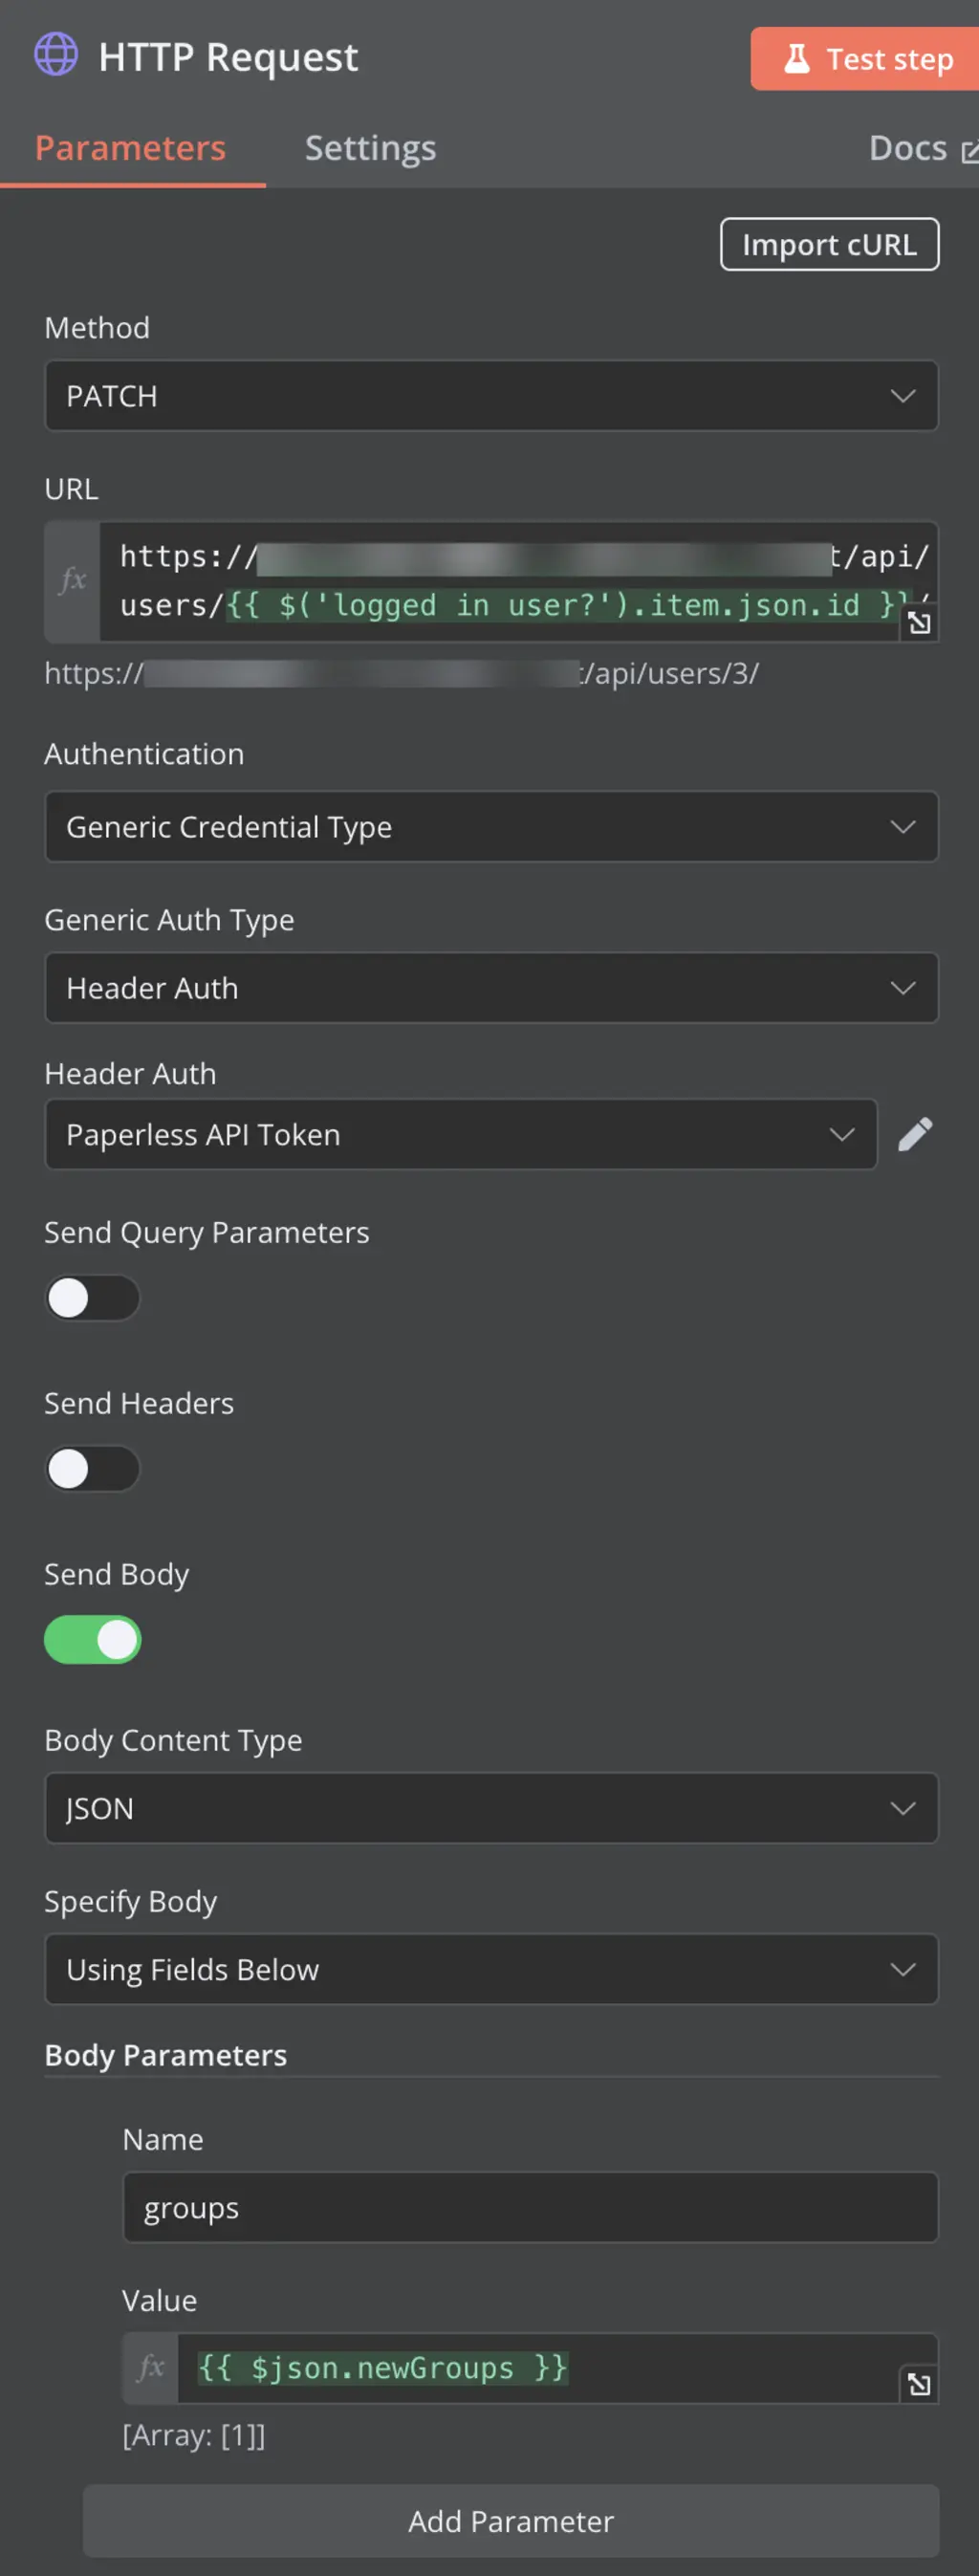 HTTP Request
Test step
Parameters
Settings
Docs
Import cURL
Method
PATCH
URL
fx
https:// t/api/
users/{{ $('logged in user?').item.json.id }}/
https:// /api/users/3/
Authentication
Generic Credential Type
Generic Auth Type
Header Auth
Header Auth
Paperless API Token
Send Query Parameters
Send Headers
Send Body
Body Content Type
JSON
Specify Body
Using Fields Below
Body Parameters
Name
groups
Value
fx
{{ $json.newGroups }}
[Array: [1]]
Add Parameter